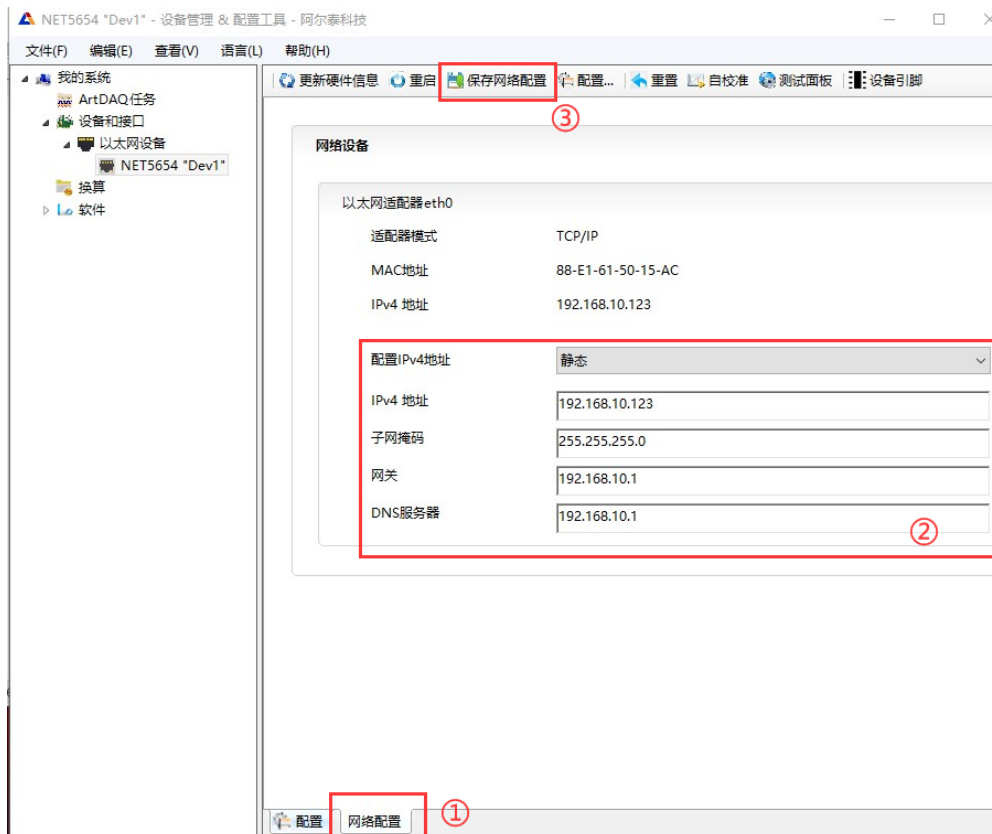 NET5654 "Dev1" - 设备管理 & 配置工具 - 阿尔泰科技
文件(F) 编辑(E) 查看(V) 语言(L) 帮助(H)
我的系统
ArtDAQ任务
设备和接口
以太网设备
NET5654 "Dev1"
换算
软件
更新硬件信息 重启 保存网络配置 配置... 重置 自校准 测试面板 设备引脚
③
网络设备
以太网适配器eth0
适配器模式 TCP/IP
MAC地址 88-E1-61-50-15-AC
IPv4 地址 192.168.10.123
配置IPv4地址 静态
IPv4 地址 192.168.10.123
子网掩码 255.255.255.0
网关 192.168.10.1
DNS服务器 192.168.10.1
②
配置 网络配置 ①